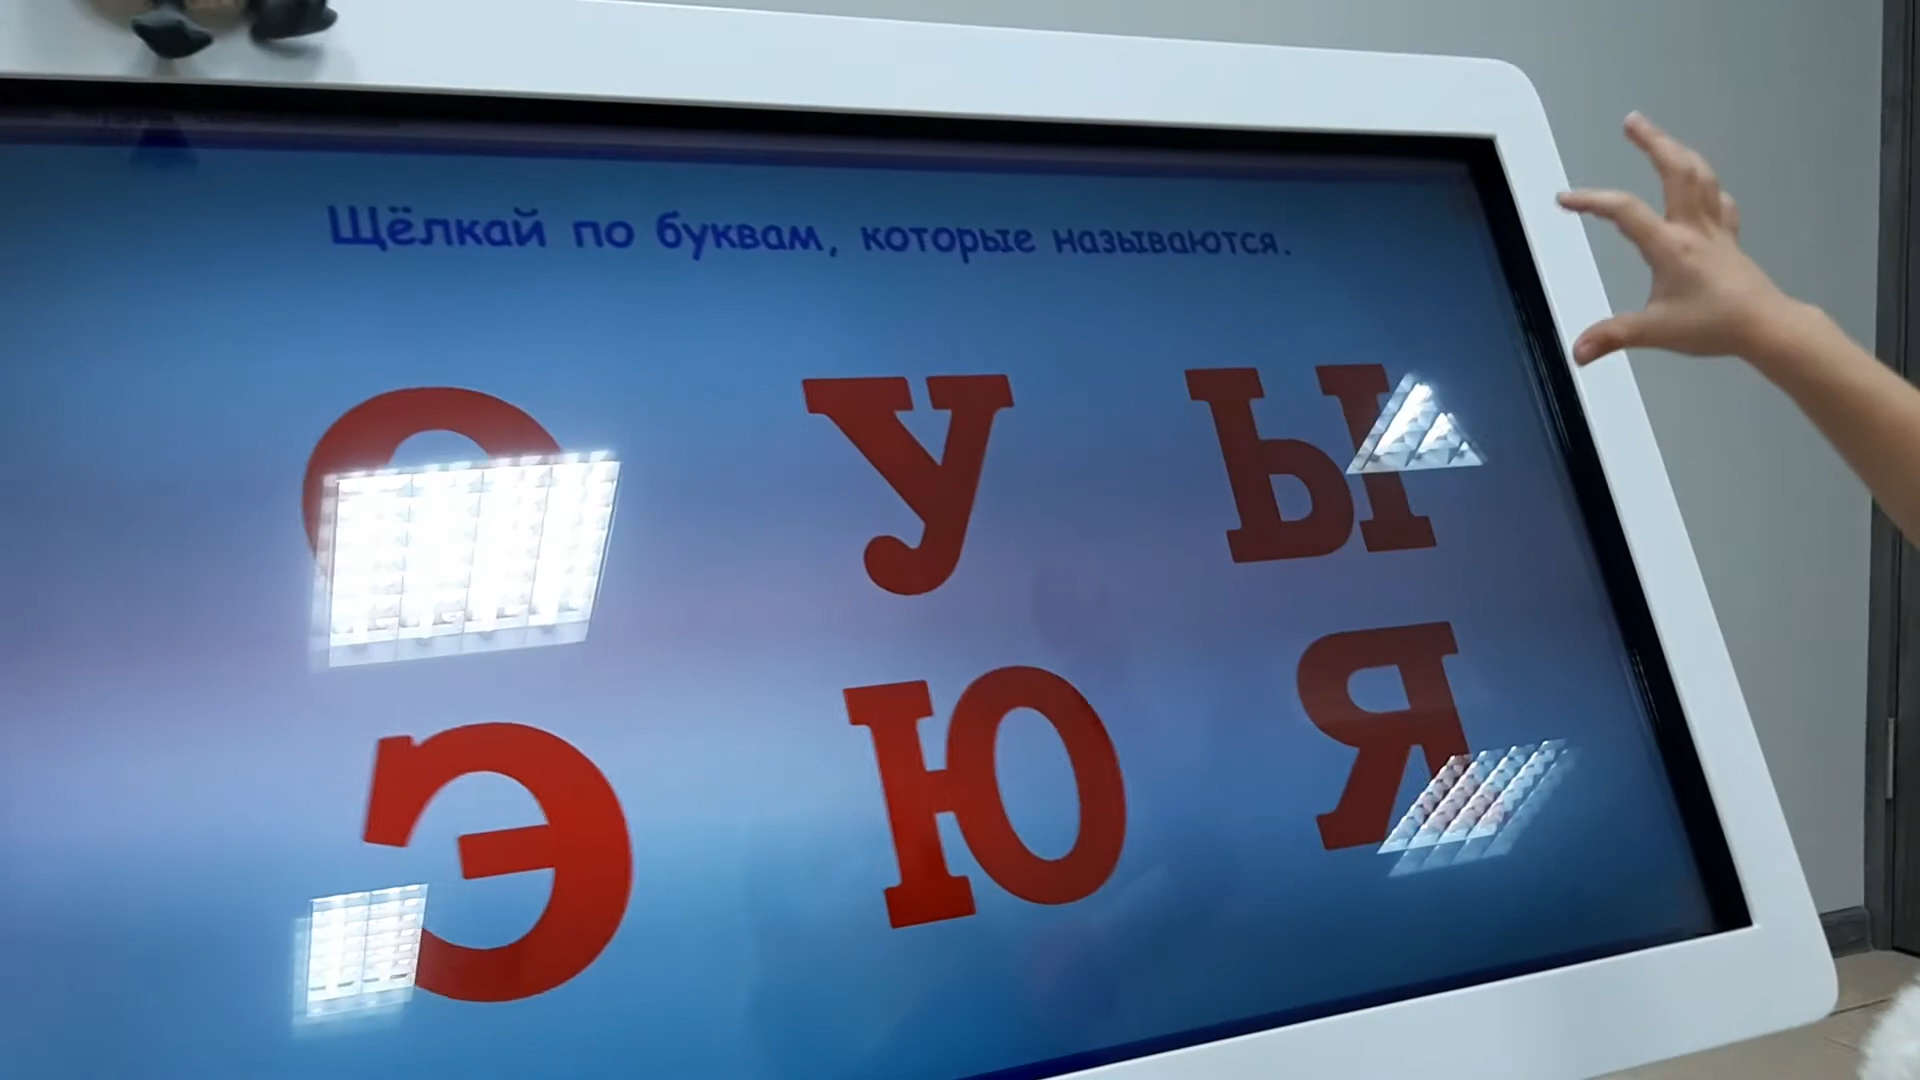 Щёлкай по буквам, которые называются.
У Ы
Э Ю Я